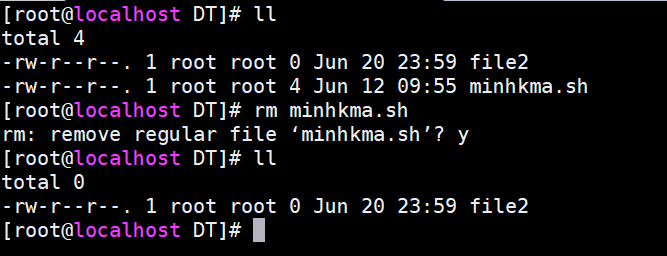 [root@localhost DT]# ll
total 4
-rw-r--r--. 1 root root 0 Jun 20 23:59 file2
-rw-r--r--. 1 root root 4 Jun 12 09:55 minhkma.sh
[root@localhost DT]# rm minhkma.sh
rm: remove regular file ‘minhkma.sh’? y
[root@localhost DT]# ll
total 0
-rw-r--r--. 1 root root 0 Jun 20 23:59 file2
[root@localhost DT]#